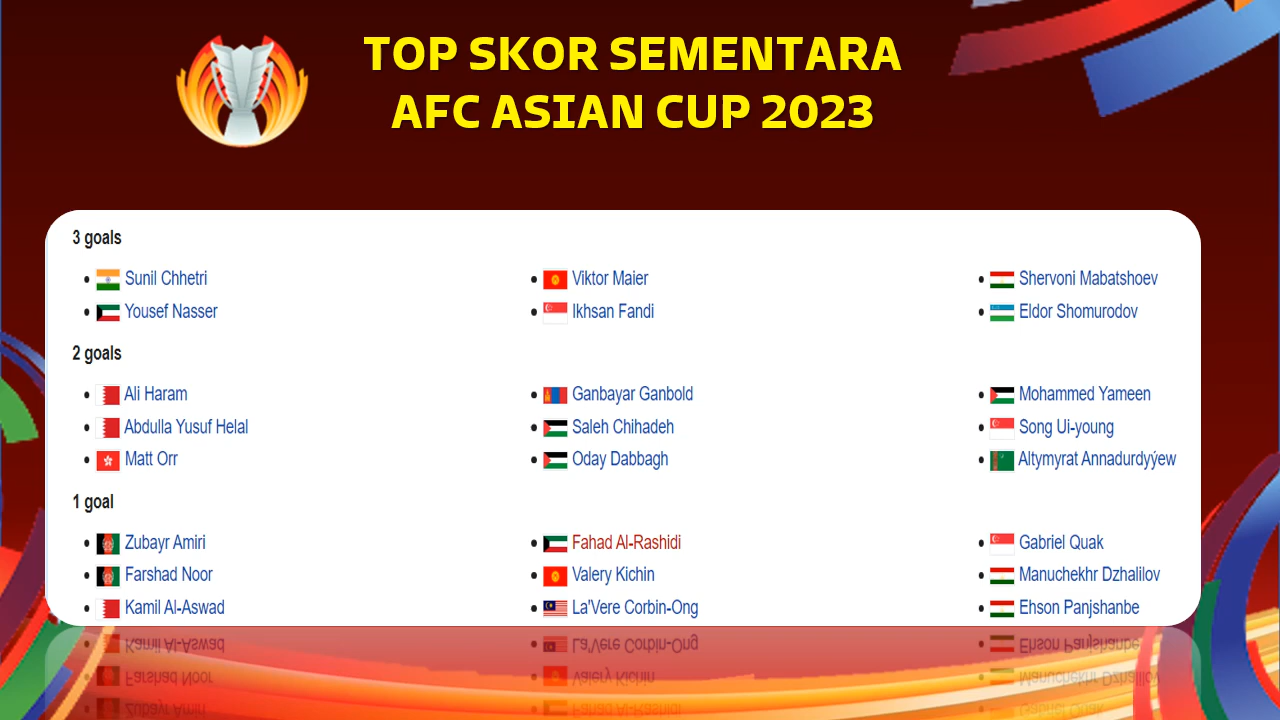 TOP SKOR SEMENTARA
AFC ASIAN CUP 2023
3 goals
Sunil Chhetri
Viktor Maier
Shervoni Mabatshoev
Yousef Nasser
Ikhsan Fandi
Eldor Shomurodov
2 goals
Ali Haram
Ganbayar Ganbold
Mohammed Yameen
Abdulla Yusuf Helal
Saleh Chihadeh
Song Ui-young
Matt Orr
Oday Dabbagh
Altymyrat Annadurdyýew
1 goal
Zubayr Amiri
Fahad Al-Rashidi
Gabriel Quak
Farshad Noor
Valery Kichin
Manuchekhr Dzhalilov
Kamil Al-Aswad
La'Vere Corbin-Ong
Ehson Panjshanbe